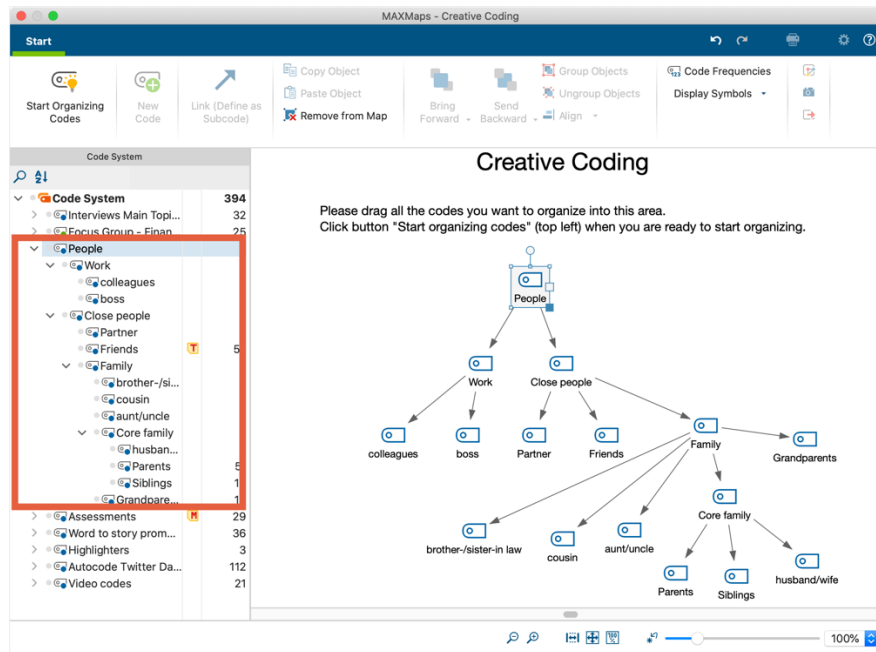 MAXMaps - Creative Coding
Start
Start Organizing
Codes
New
Code
Link (Define as
Subcode)
Copy Object
Paste Object
Remove from Map
Bring
Forward
Send
Backward
Group Objects
Ungroup Objects
Align
Code Frequencies
Display Symbols
Code System
Code System 394
Interviews Main Topi... 32
Focus Group - Finan... 25
People
Work
colleagues
boss
Close people
Partner
Friends T 5
Family
brother-/si...
cousin
aunt/uncle
Core family
husban...
Parents 5
Siblings 1
Grandpare... 1
Assessments M 29
Word to story prom... 36
Highlighters 3
Autocode Twitter Da... 112
Video codes 21
Creative Coding
Please drag all the codes you want to organize into this area.
Click button "Start organizing codes" (top left) when you are ready to start organizing.
People
Work
Close people
colleagues
boss
Partner
Friends
Family
Grandparents
Core family
brother-/sister-in law
cousin
aunt/uncle
Parents
Siblings
husband/wife
100%